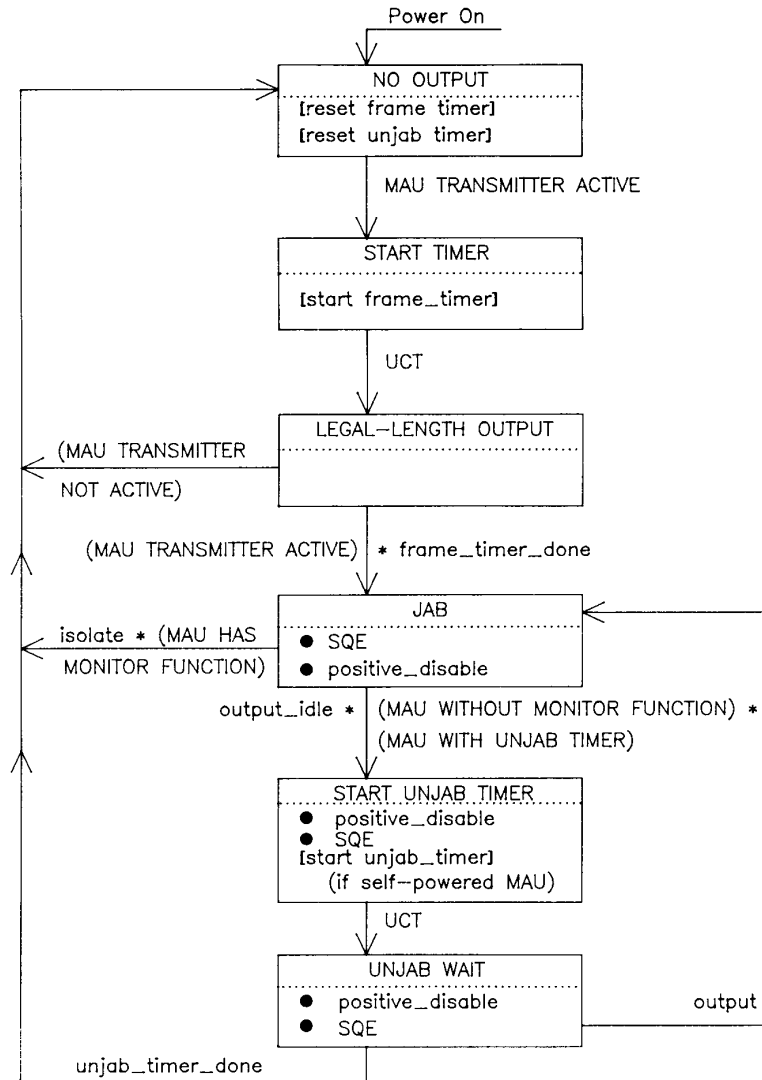 Power On
NO OUTPUT
[reset frame timer]
[reset unjab timer]
MAU TRANSMITTER ACTIVE
START TIMER
[start frame_timer]
UCT
LEGAL-LENGTH OUTPUT
(MAU TRANSMITTER
NOT ACTIVE)
(MAU TRANSMITTER ACTIVE) * frame_timer_done
JAB
● SQE
● positive_disable
isolate * (MAU HAS
MONITOR FUNCTION)
output_idle * (MAU WITHOUT MONITOR FUNCTION) *
(MAU WITH UNJAB TIMER)
START UNJAB TIMER
● positive_disable
● SQE
[start unjab_timer]
(if self-powered MAU)
UCT
UNJAB WAIT
● positive_disable
● SQE
output
unjab_timer_done